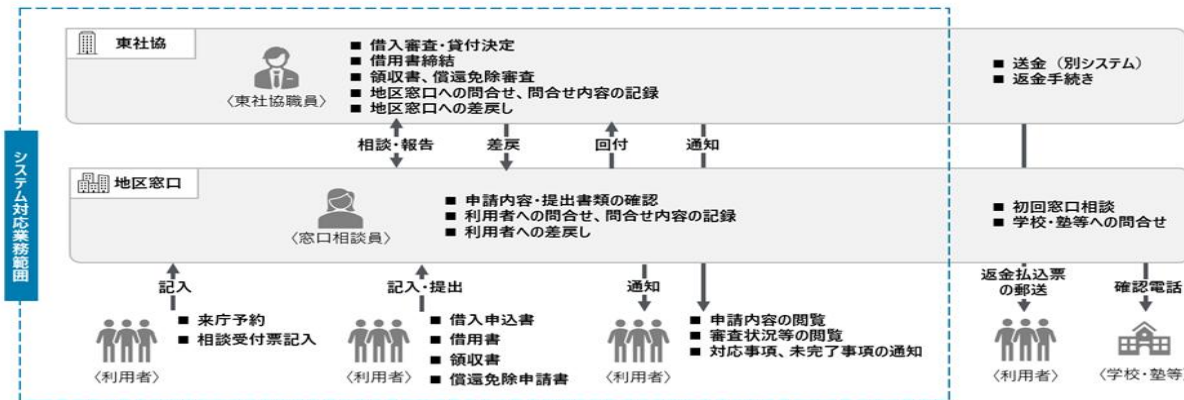 東社協
■ 借入審査・貸付決定
■ 借用書締結
■ 領収書、償還免除審査
■ 地区窓口への問合せ、問合せ内容の記録
■ 地区窓口への差戻し
〈東社協職員〉
■ 送金（別システム）
■ 返金手続き
相談・報告
差戻
回付
通知
システム対応業務範囲
地区窓口
■ 申請内容・提出書類の確認
■ 利用者への問合せ、問合せ内容の記録
■ 利用者への差戻し
〈窓口相談員〉
■ 初回窓口相談
■ 学校・塾等への問合せ
記入
記入・提出
通知
返金払込票
の郵送
確認電話
■ 来庁予約
■ 相談受付票記入
〈利用者〉
■ 借入申込書
■ 借用書
■ 領収書
■ 償還免除申請書
〈利用者〉
■ 申請内容の閲覧
■ 審査状況等の閲覧
■ 対応事項、未完了事項の通知
〈利用者〉
〈利用者〉
〈学校・塾等〉